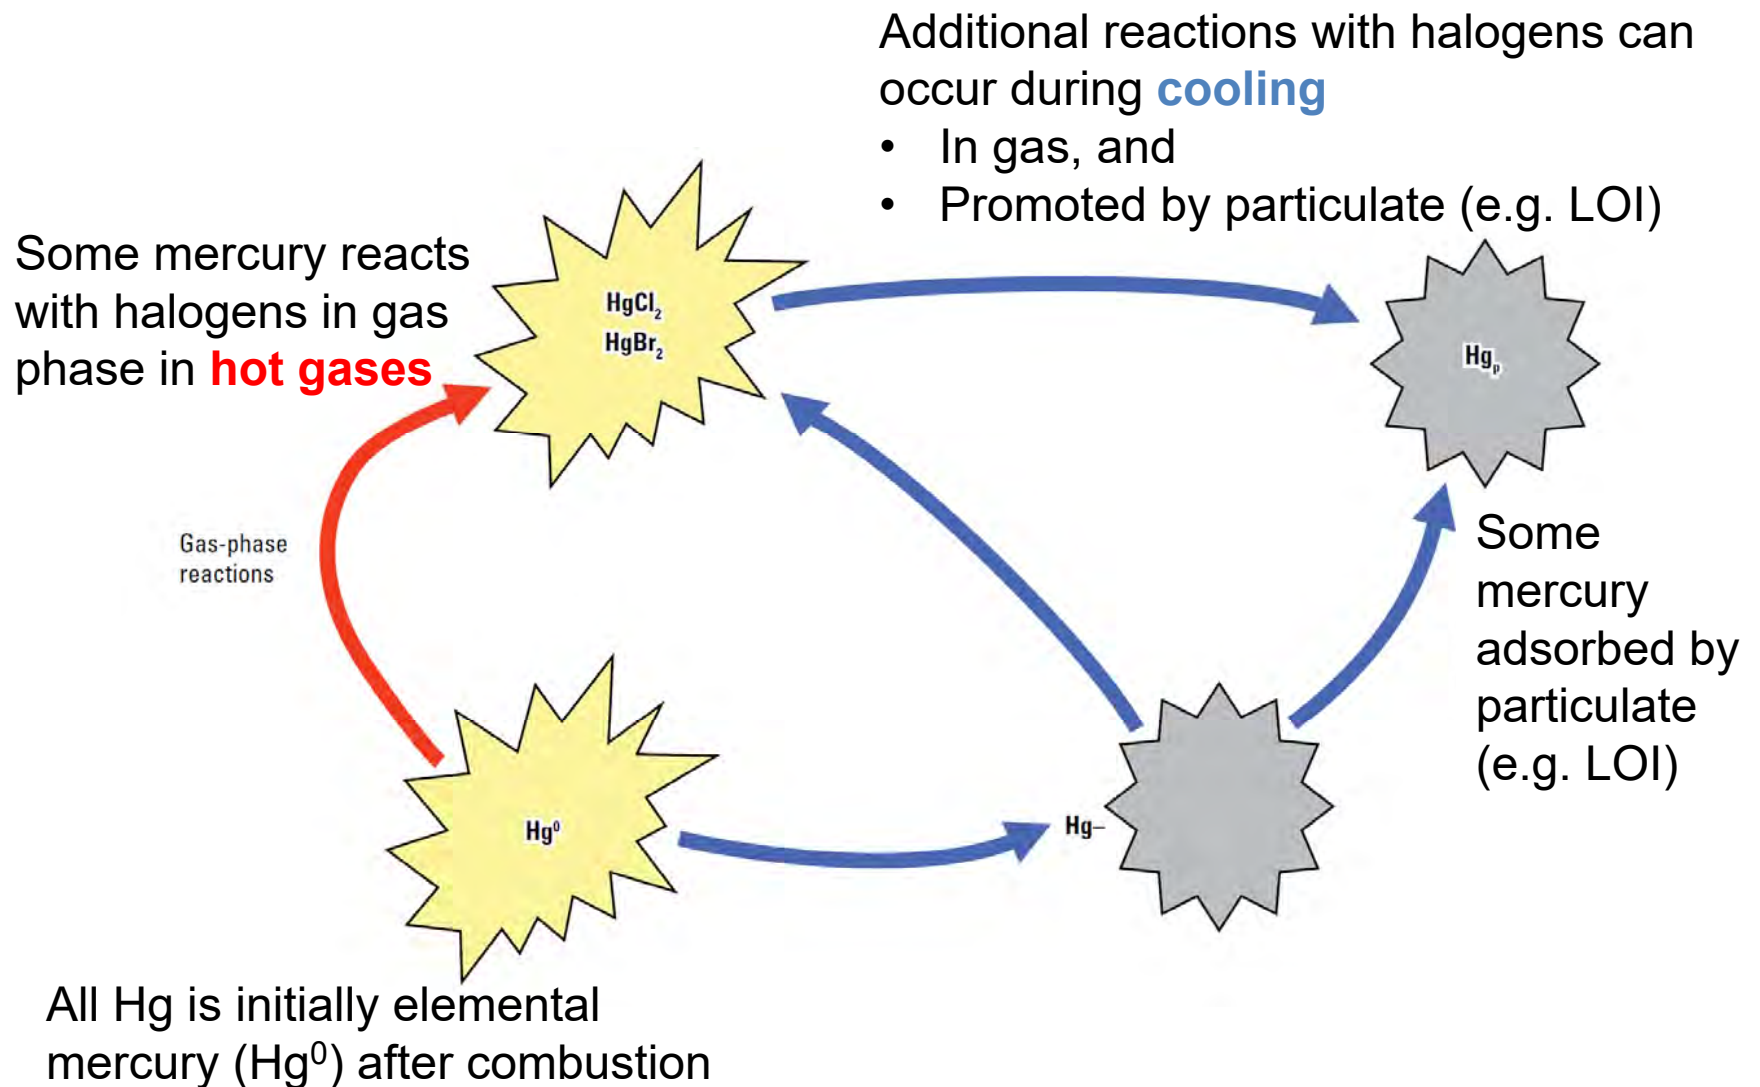 Additional reactions with halogens can
occur during cooling
• In gas, and
• Promoted by particulate (e.g. LOI)
Some mercury reacts
with halogens in gas
phase in hot gases
HgCl₂
HgBr₂
Hgₚ
Gas-phase
reactions
Some
mercury
adsorbed by
particulate
(e.g. LOI)
Hg⁰
Hg–
All Hg is initially elemental
mercury (Hg⁰) after combustion